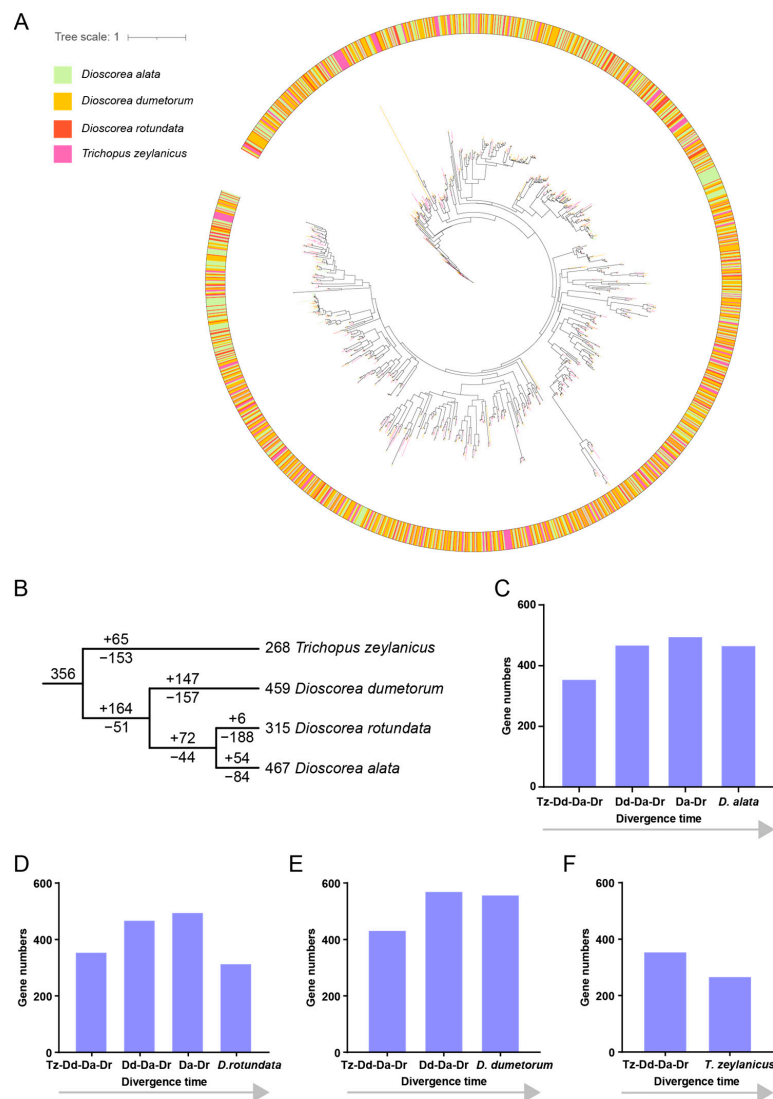 A
Tree scale: 1
Dioscorea alata
Dioscorea dumetorum
Dioscorea rotundata
Trichopus zeylanicus
B
356
+65
−153
268 Trichopus zeylanicus
+164
−51
+147
−157
459 Dioscorea dumetorum
+72
−44
+6
−188
315 Dioscorea rotundata
+54
−84
467 Dioscorea alata
C
Gene numbers
600
400
200
0
Tz-Dd-Da-Dr Dd-Da-Dr Da-Dr D. alata
Divergence time
D
Gene numbers
600
400
200
0
Tz-Dd-Da-Dr Dd-Da-Dr Da-Dr D.rotundata
Divergence time
E
Gene numbers
600
400
200
0
Tz-Dd-Da-Dr Dd-Da-Dr D. dumetorum
Divergence time
F
Gene numbers
600
400
200
0
Tz-Dd-Da-Dr T. zeylanicus
Divergence time